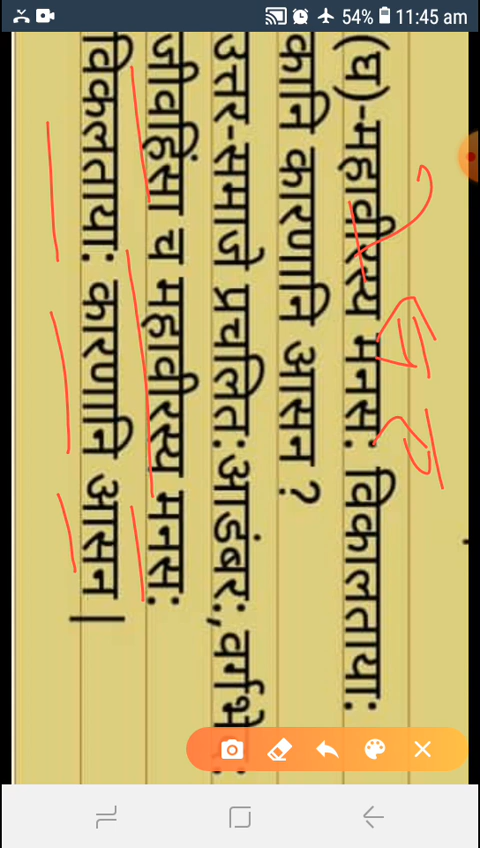 54% 11:45 am
(घ)-महावीरस्य मनस: विकालताया:
कानि कारणानि आसन ?
उत्तर-समाजे प्रचलित:आडंबर:,
जीवहिंसा च महावीरस्य मनस:
विकलताया: कारणानि आसन |